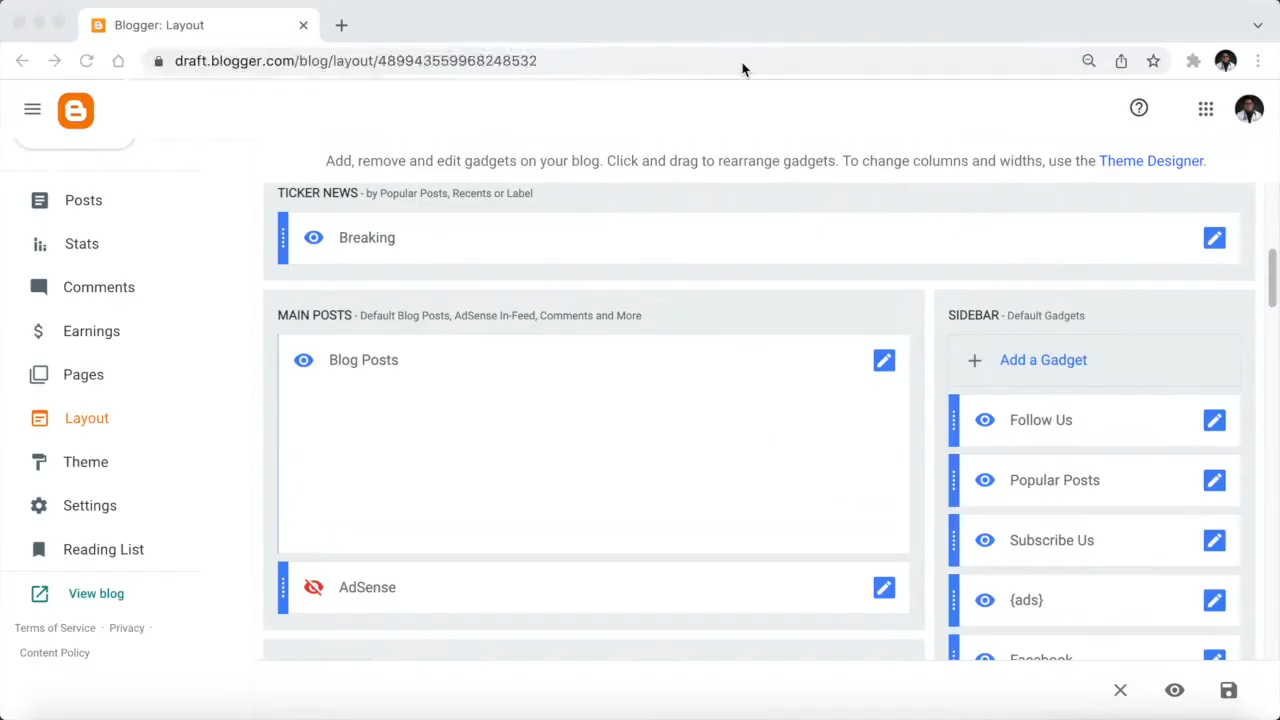 Blogger: Layout
draft.blogger.com/blog/layout/489943559968248532
Add, remove and edit gadgets on your blog. Click and drag to rearrange gadgets. To change columns and widths, use the Theme Designer.
Posts
Stats
Comments
Earnings
Pages
Layout
Theme
Settings
Reading List
View blog
Terms of Service · Privacy ·
Content Policy
TICKER NEWS - by Popular Posts, Recents or Label
Breaking
MAIN POSTS - Default Blog Posts, AdSense In-Feed, Comments and More
Blog Posts
AdSense
SIDEBAR - Default Gadgets
Add a Gadget
Follow Us
Popular Posts
Subscribe Us
{ads}
Facebook